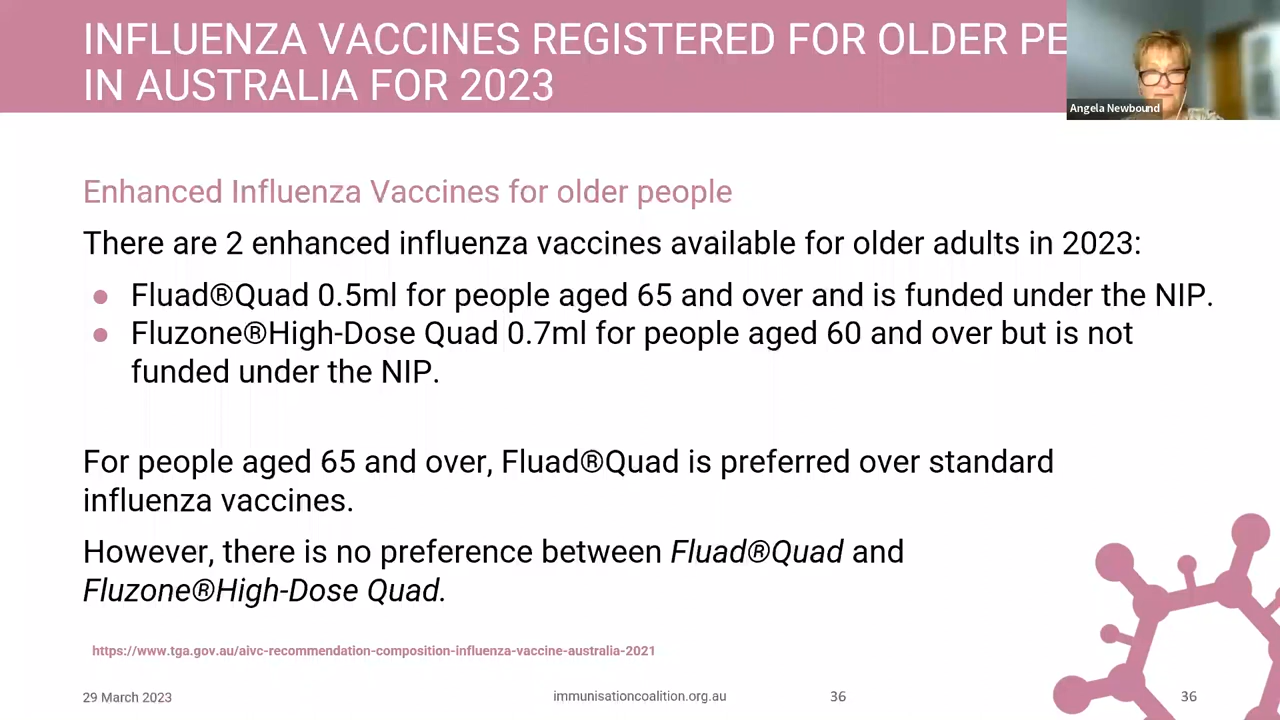 INFLUENZA VACCINES REGISTERED FOR OLDER PE
IN AUSTRALIA FOR 2023
Angela Newbound
Enhanced Influenza Vaccines for older people
There are 2 enhanced influenza vaccines available for older adults in 2023:
● Fluad®Quad 0.5ml for people aged 65 and over and is funded under the NIP.
● Fluzone®High-Dose Quad 0.7ml for people aged 60 and over but is not
funded under the NIP.
For people aged 65 and over, Fluad®Quad is preferred over standard
influenza vaccines.
However, there is no preference between Fluad®Quad and
Fluzone®High-Dose Quad.
https://www.tga.gov.au/aivc-recommendation-composition-influenza-vaccine-australia-2021
29 March 2023
immunisationcoalition.org.au
36
36